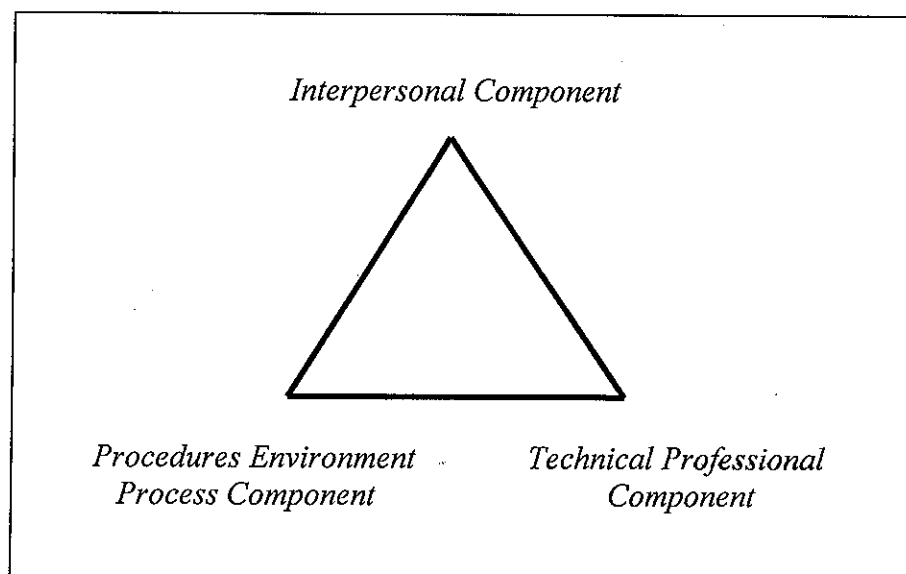 Interpersonal Component
Procedures Environment
Process Component
Technical Professional
Component